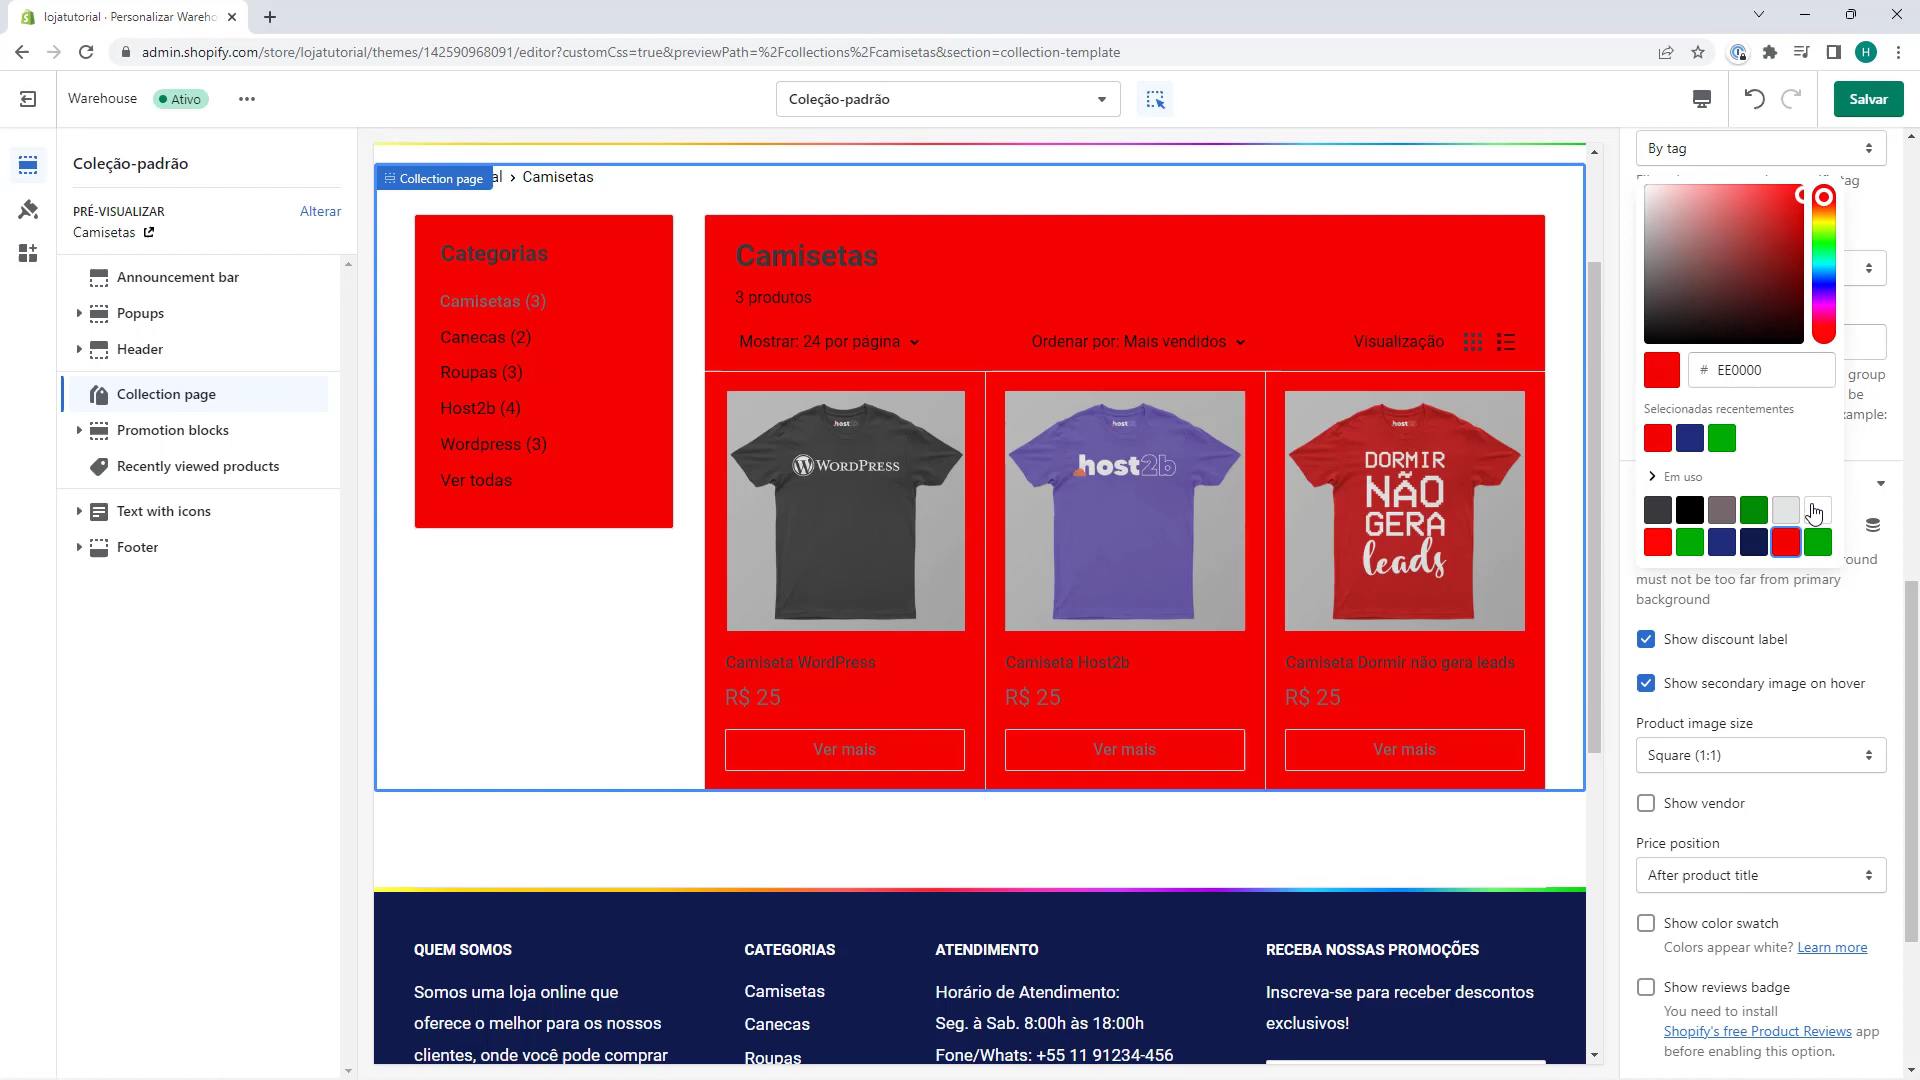 lojatutorial · Personalizar Wareho
admin.shopify.com/store/lojatutorial/themes/142590968091/editor?customCss=true&previewPath=%2Fcollections%2Fcamisetas&section=collection-template
H
Warehouse
Ativo
Coleção-padrão
Salvar
Coleção-padrão
PRÉ-VISUALIZAR
Alterar
Camisetas
Announcement bar
Popups
Header
Collection page
Promotion blocks
Recently viewed products
Text with icons
Footer
Collection page
al › Camisetas
Categorias
Camisetas (3)
Canecas (2)
Roupas (3)
Host2b (4)
Wordpress (3)
Ver todas
Camisetas
3 produtos
Mostrar: 24 por página
Ordenar por: Mais vendidos
Visualização
host2b
WORDPRESS
host2b
host2b
host2b
DORMIR
NÃO
GERA
leads
Camiseta WordPress
R$ 25
Ver mais
Camiseta Host2b
R$ 25
Ver mais
Camiseta Dormir não gera leads
R$ 25
Ver mais
QUEM SOMOS
Somos uma loja online que
oferece o melhor para os nossos
clientes, onde você pode comprar
CATEGORIAS
Camisetas
Canecas
Roupas
ATENDIMENTO
Horário de Atendimento:
Seg. à Sab. 8:00h às 18:00h
Fone/Whats: +55 11 91234-456
RECEBA NOSSAS PROMOÇÕES
Inscreva-se para receber descontos
exclusivos!
By tag
tag
# EE0000
group
be
Selecionadas recentementes
Em uso
must not be too far from primary
background
Show discount label
Show secondary image on hover
Product image size
Square (1:1)
Show vendor
Price position
After product title
Show color swatch
Colors appear white? Learn more
Show reviews badge
You need to install
Shopify's free Product Reviews app
before enabling this option.